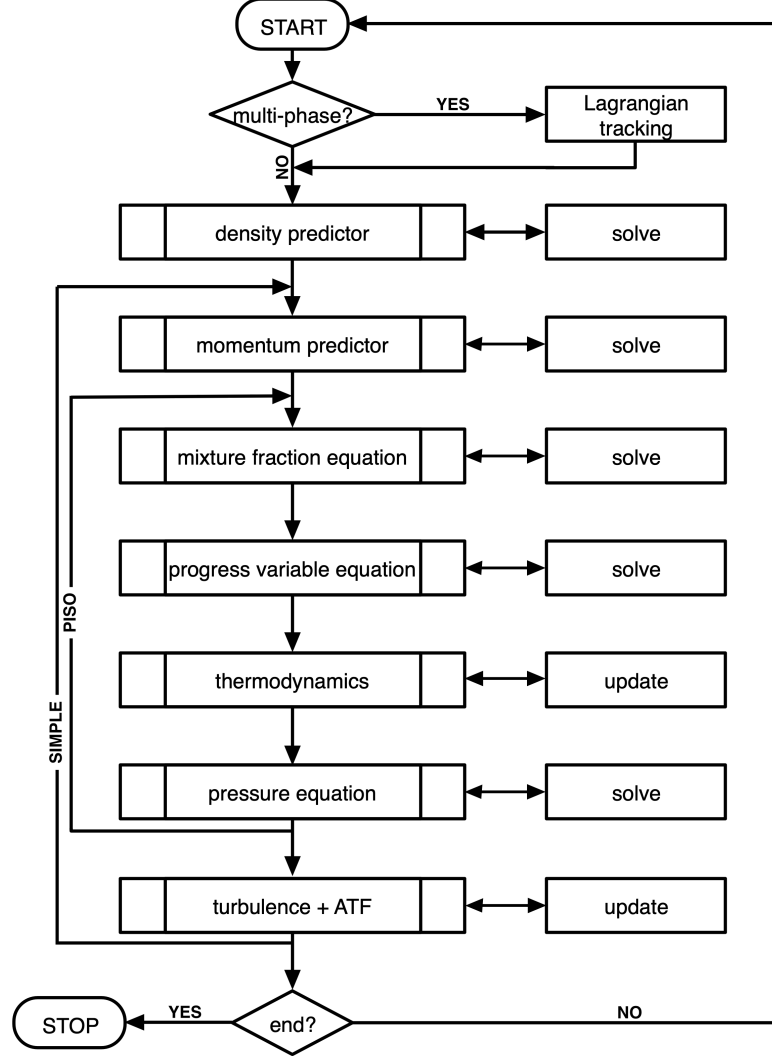 START
multi-phase?
YES
Lagrangian
tracking
NO
density predictor
solve
momentum predictor
solve
mixture fraction equation
solve
progress variable equation
solve
PISO
thermodynamics
update
SIMPLE
pressure equation
solve
turbulence + ATF
update
STOP
YES
end?
NO